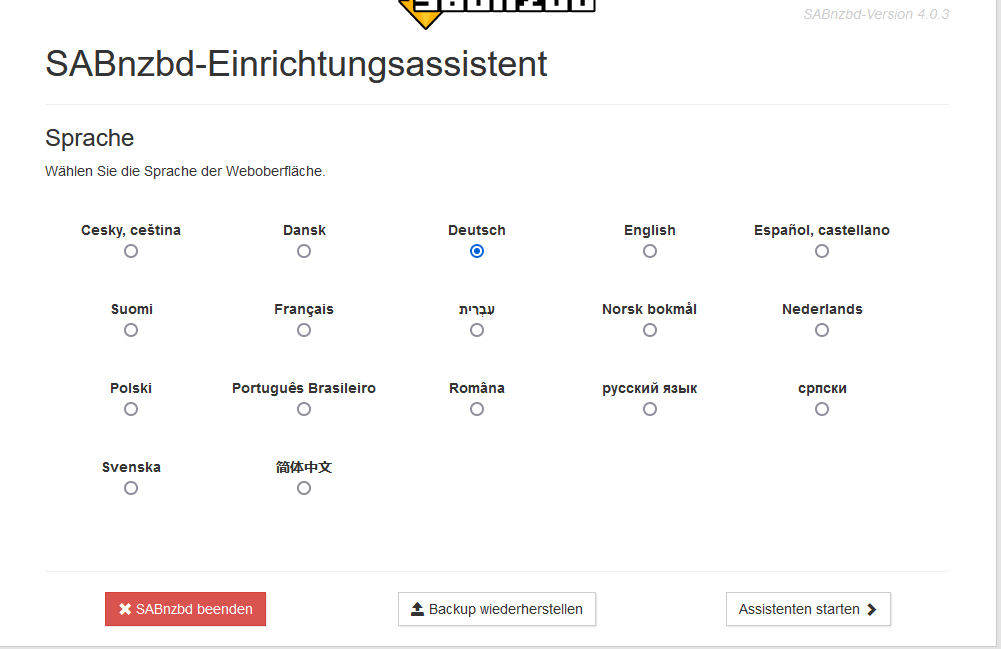 SABnzbd
SABnzbd-Version 4.0.3
SABnzbd-Einrichtungsassistent
Sprache
Wählen Sie die Sprache der Weboberfläche.
Cesky, ceština Dansk Deutsch English Español, castellano
Suomi Français עִבְרִית Norsk bokmål Nederlands
Polski Português Brasileiro Româna русский язык српски
Svenska 简体中文
SABnzbd beenden Backup wiederherstellen Assistenten starten